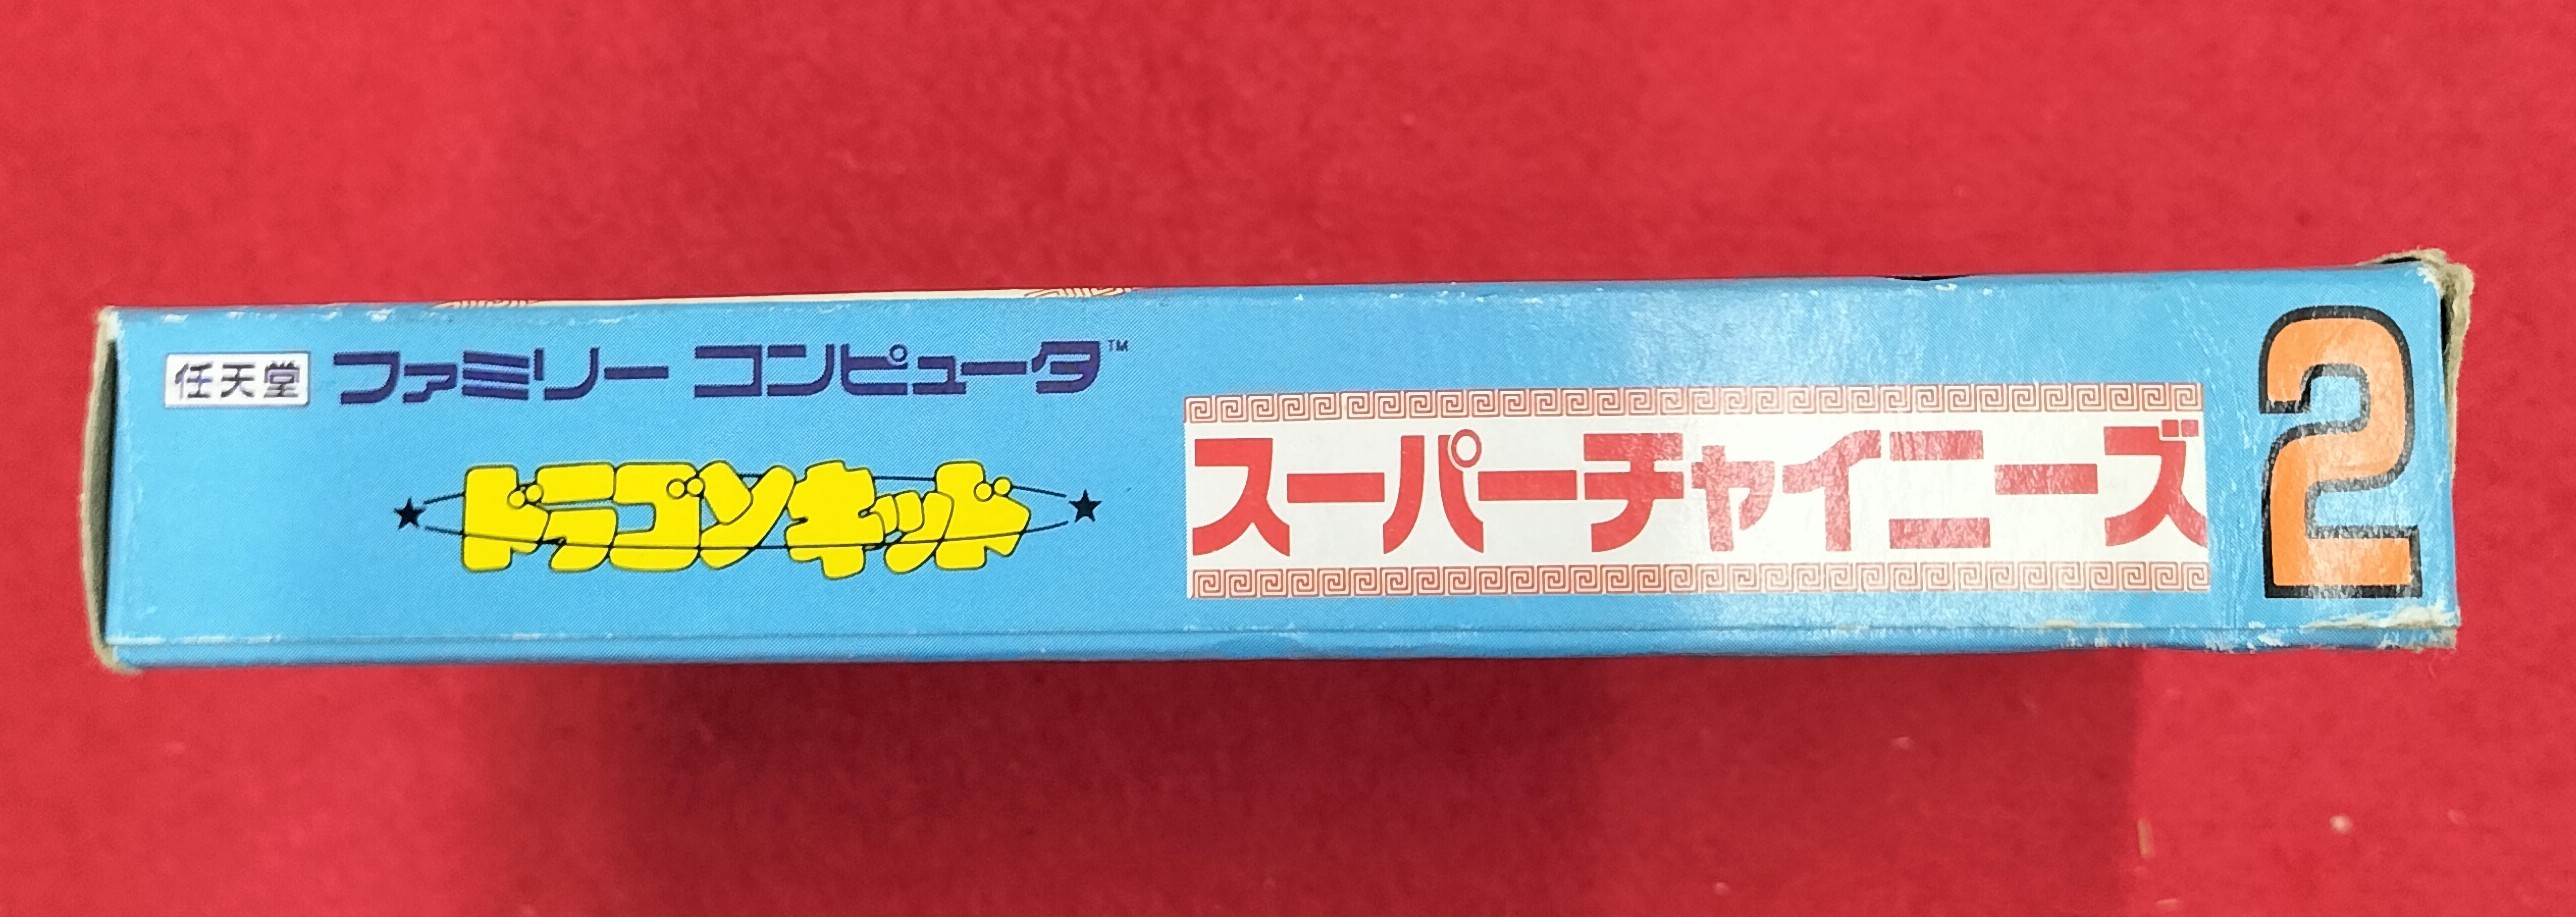 任天堂 ファミリー コンピュータ™
ドラゴンキッド
スーパーチャイニーズ 2